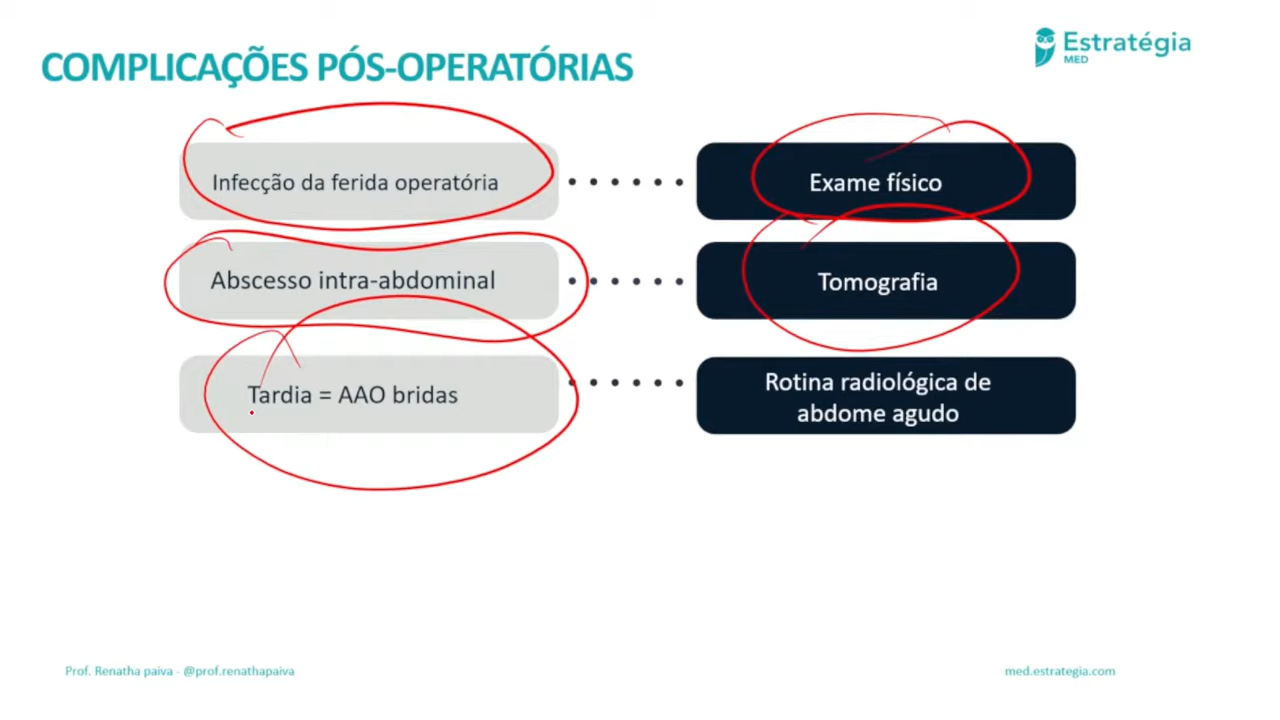 COMPLICAÇÕES PÓS-OPERATÓRIAS
Estratégia
MED
Infecção da ferida operatória
Exame físico
Abscesso intra-abdominal
Tomografia
Tardia = AAO bridas
Rotina radiológica de
abdome agudo
Prof. Renatha paiva - @prof.renathapaiva
med.estrategia.com